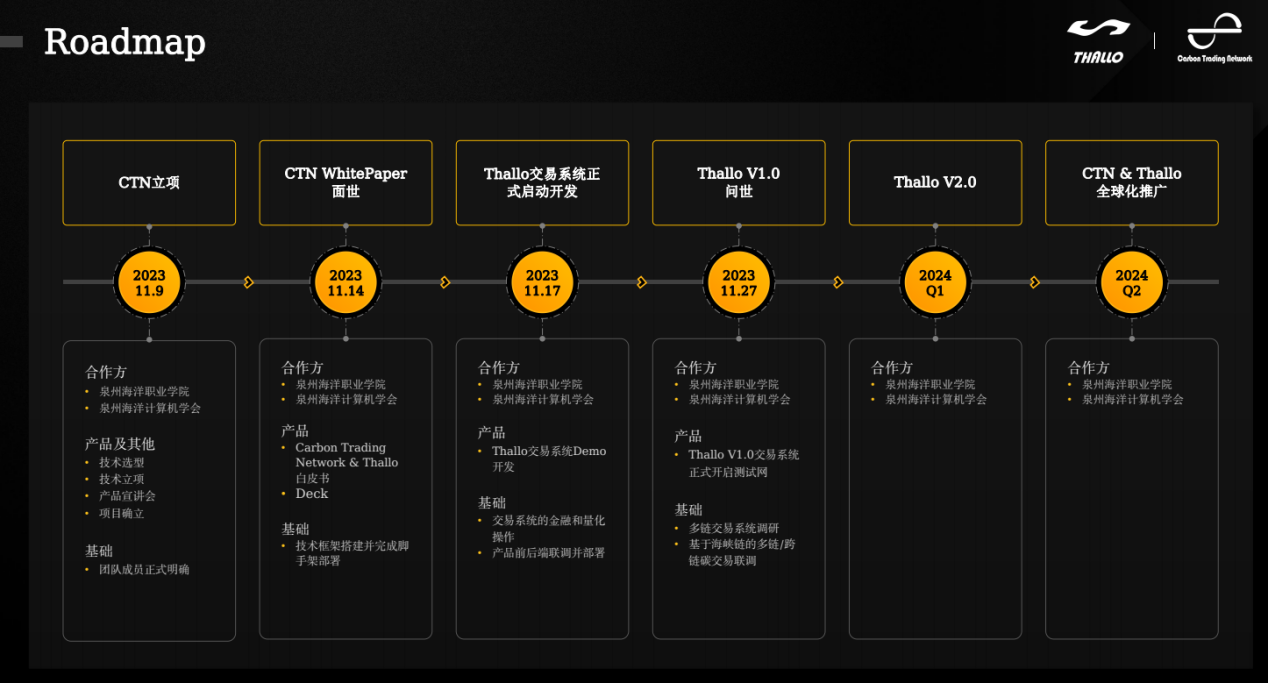 Roadmap
THALLO
Carbon Trading Network
CTN立项
2023
11.9
合作方
• 泉州海洋职业学院
• 泉州海洋计算机学会
产品及其他
• 技术选型
• 技术立项
• 产品宣讲会
• 项目确立
基础
• 团队成员正式明确
CTN WhitePaper
面世
2023
11.14
合作方
• 泉州海洋职业学院
• 泉州海洋计算机学会
产品
• Carbon Trading
Network & Thallo
白皮书
• Deck
基础
• 技术框架搭建并完成脚
手架部署
Thallo交易系统正
式启动开发
2023
11.17
合作方
• 泉州海洋职业学院
• 泉州海洋计算机学会
产品
• Thallo交易系统Demo
开发
基础
• 交易系统的金融和量化
操作
• 产品前后端联调并部署
Thallo V1.0
问世
2023
11.27
合作方
• 泉州海洋职业学院
• 泉州海洋计算机学会
产品
• Thallo V1.0交易系统
正式开启测试网
基础
• 多链交易系统调研
• 基于海峡链的多链/跨
链碳交易联调
Thallo V2.0
2024
Q1
合作方
• 泉州海洋职业学院
• 泉州海洋计算机学会
CTN & Thallo
全球化推广
2024
Q2
合作方
• 泉州海洋职业学院
• 泉州海洋计算机学会